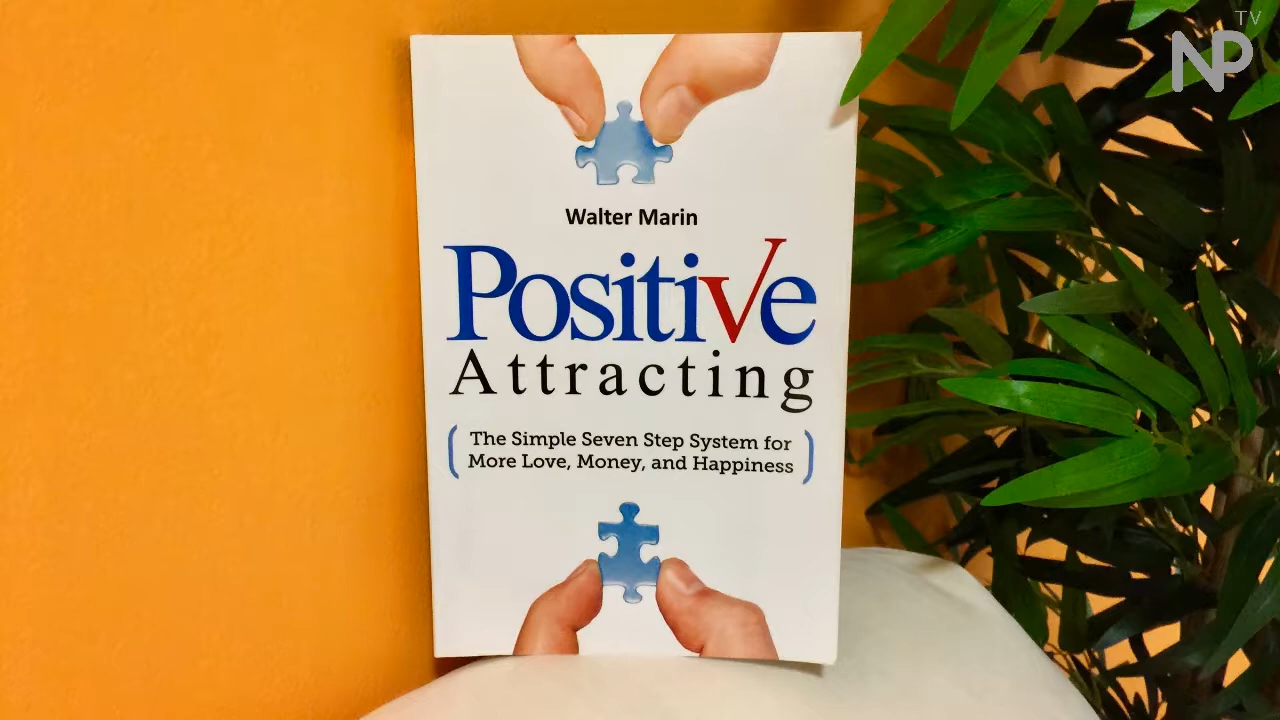 TV
NP
Walter Marin
Positive
Attracting
The Simple Seven Step System for
More Love, Money, and Happiness